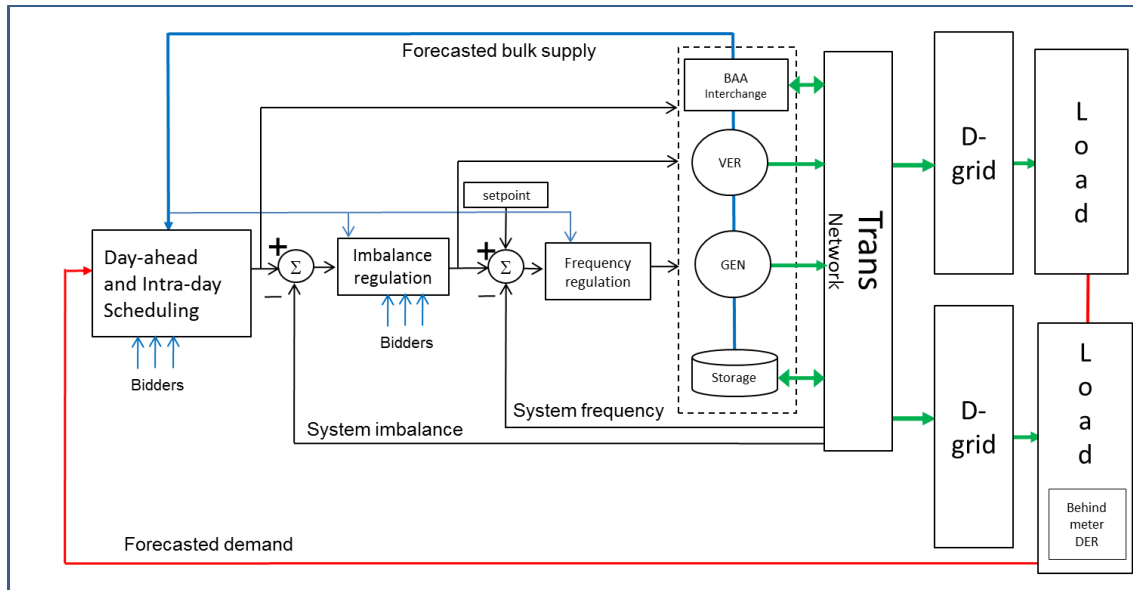 Forecasted bulk supply
BAA
Interchange
VER
GEN
Storage
setpoint
Day-ahead
and Intra-day
Scheduling
+
Σ
−
Imbalance
regulation
+
Σ
−
Frequency
regulation
Bidders
Bidders
System frequency
System imbalance
Forecasted demand
Trans
Network
D-
grid
D-
grid
L
o
a
d
L
o
a
d
Behind
meter
DER